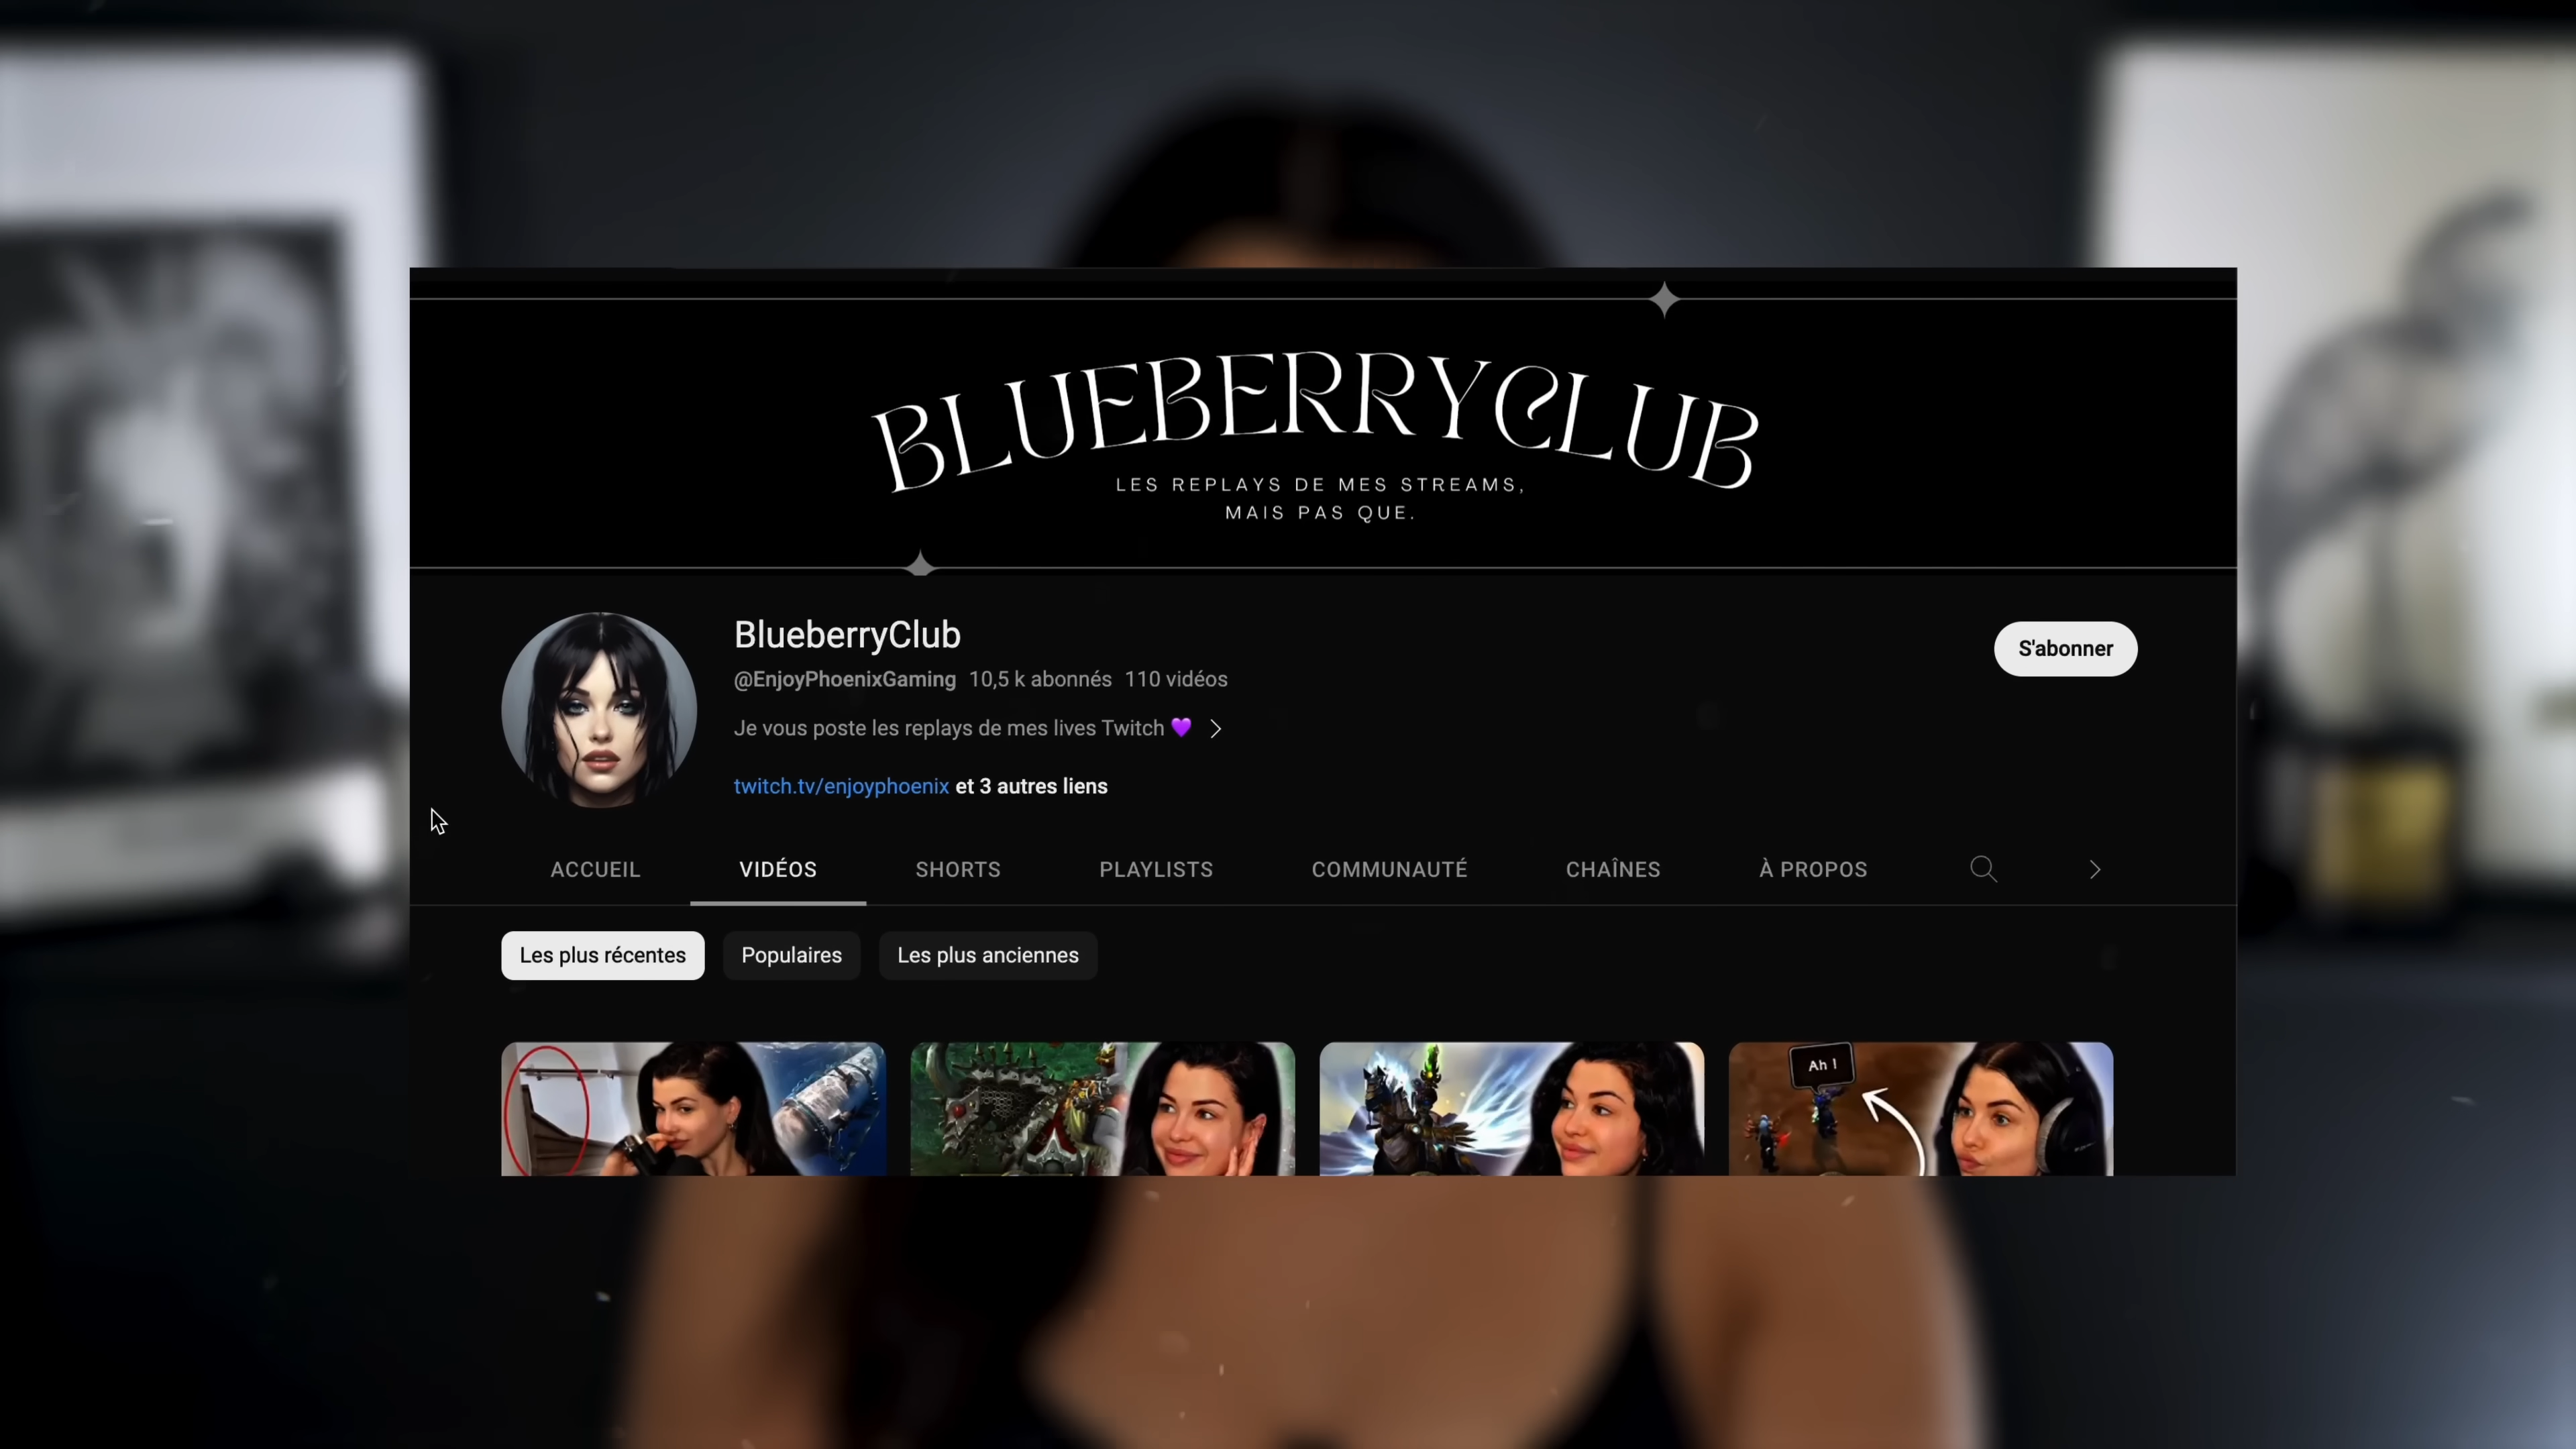 BLUEBERRYCLUB
LES REPLAYS DE MES STREAMS,
MAIS PAS QUE.
BlueberryClub
@EnjoyPhoenixGaming 10,5 k abonnés 110 vidéos
S'abonner
Je vous poste les replays de mes lives Twitch 💜
twitch.tv/enjoyphoenix et 3 autres liens
ACCUEIL VIDÉOS SHORTS PLAYLISTS COMMUNAUTÉ CHAÎNES À PROPOS
Les plus récentes Populaires Les plus anciennes
Ah !